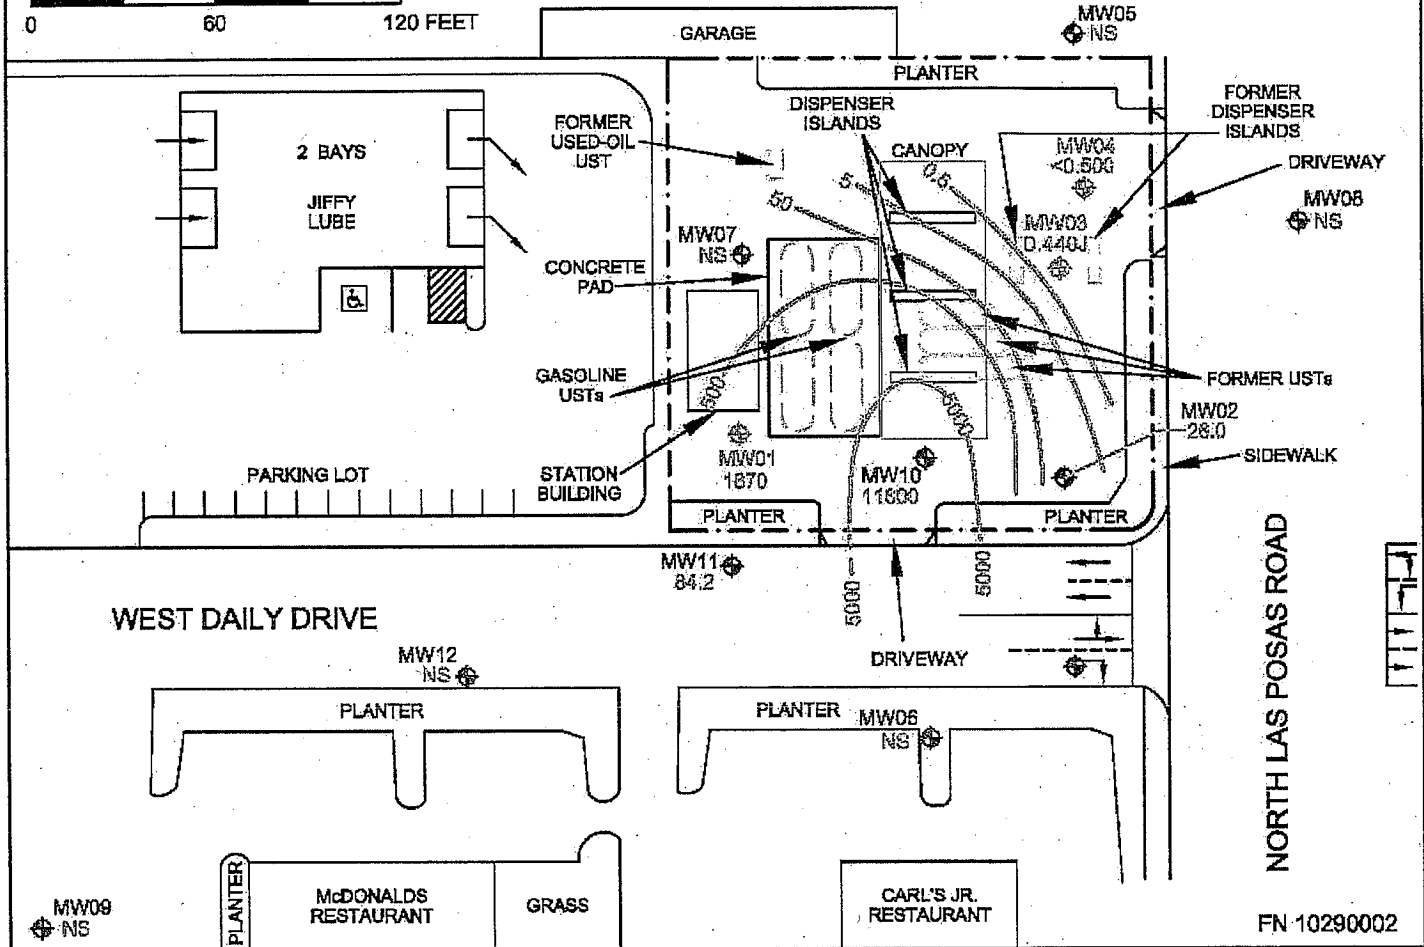 0 60 120 FEET
GARAGE
MW05
NS
PLANTER
DISPENSER
ISLANDS
FORMER
DISPENSER
ISLANDS
FORMER
USED-OIL
UST
2 BAYS
CANOPY
MW04
<0.500
DRIVEWAY
JIFFY
LUBE
50
5
0.5
MW08
NS
MW07
NS
MW03
0.440J
CONCRETE
PAD
GASOLINE
USTs
500
5000
FORMER USTs
MW02
26.0
SIDEWALK
MW01
1870
MW10
11800
STATION
BUILDING
PARKING LOT
PLANTER
PLANTER
MW11
84.2
5000
5000
WEST DAILY DRIVE
DRIVEWAY
NORTH LAS POSAS ROAD
MW12
NS
PLANTER
PLANTER
MW06
NS
PLANTER
McDONALDS
RESTAURANT
GRASS
CARL'S JR.
RESTAURANT
MW09
NS
FN 10290002